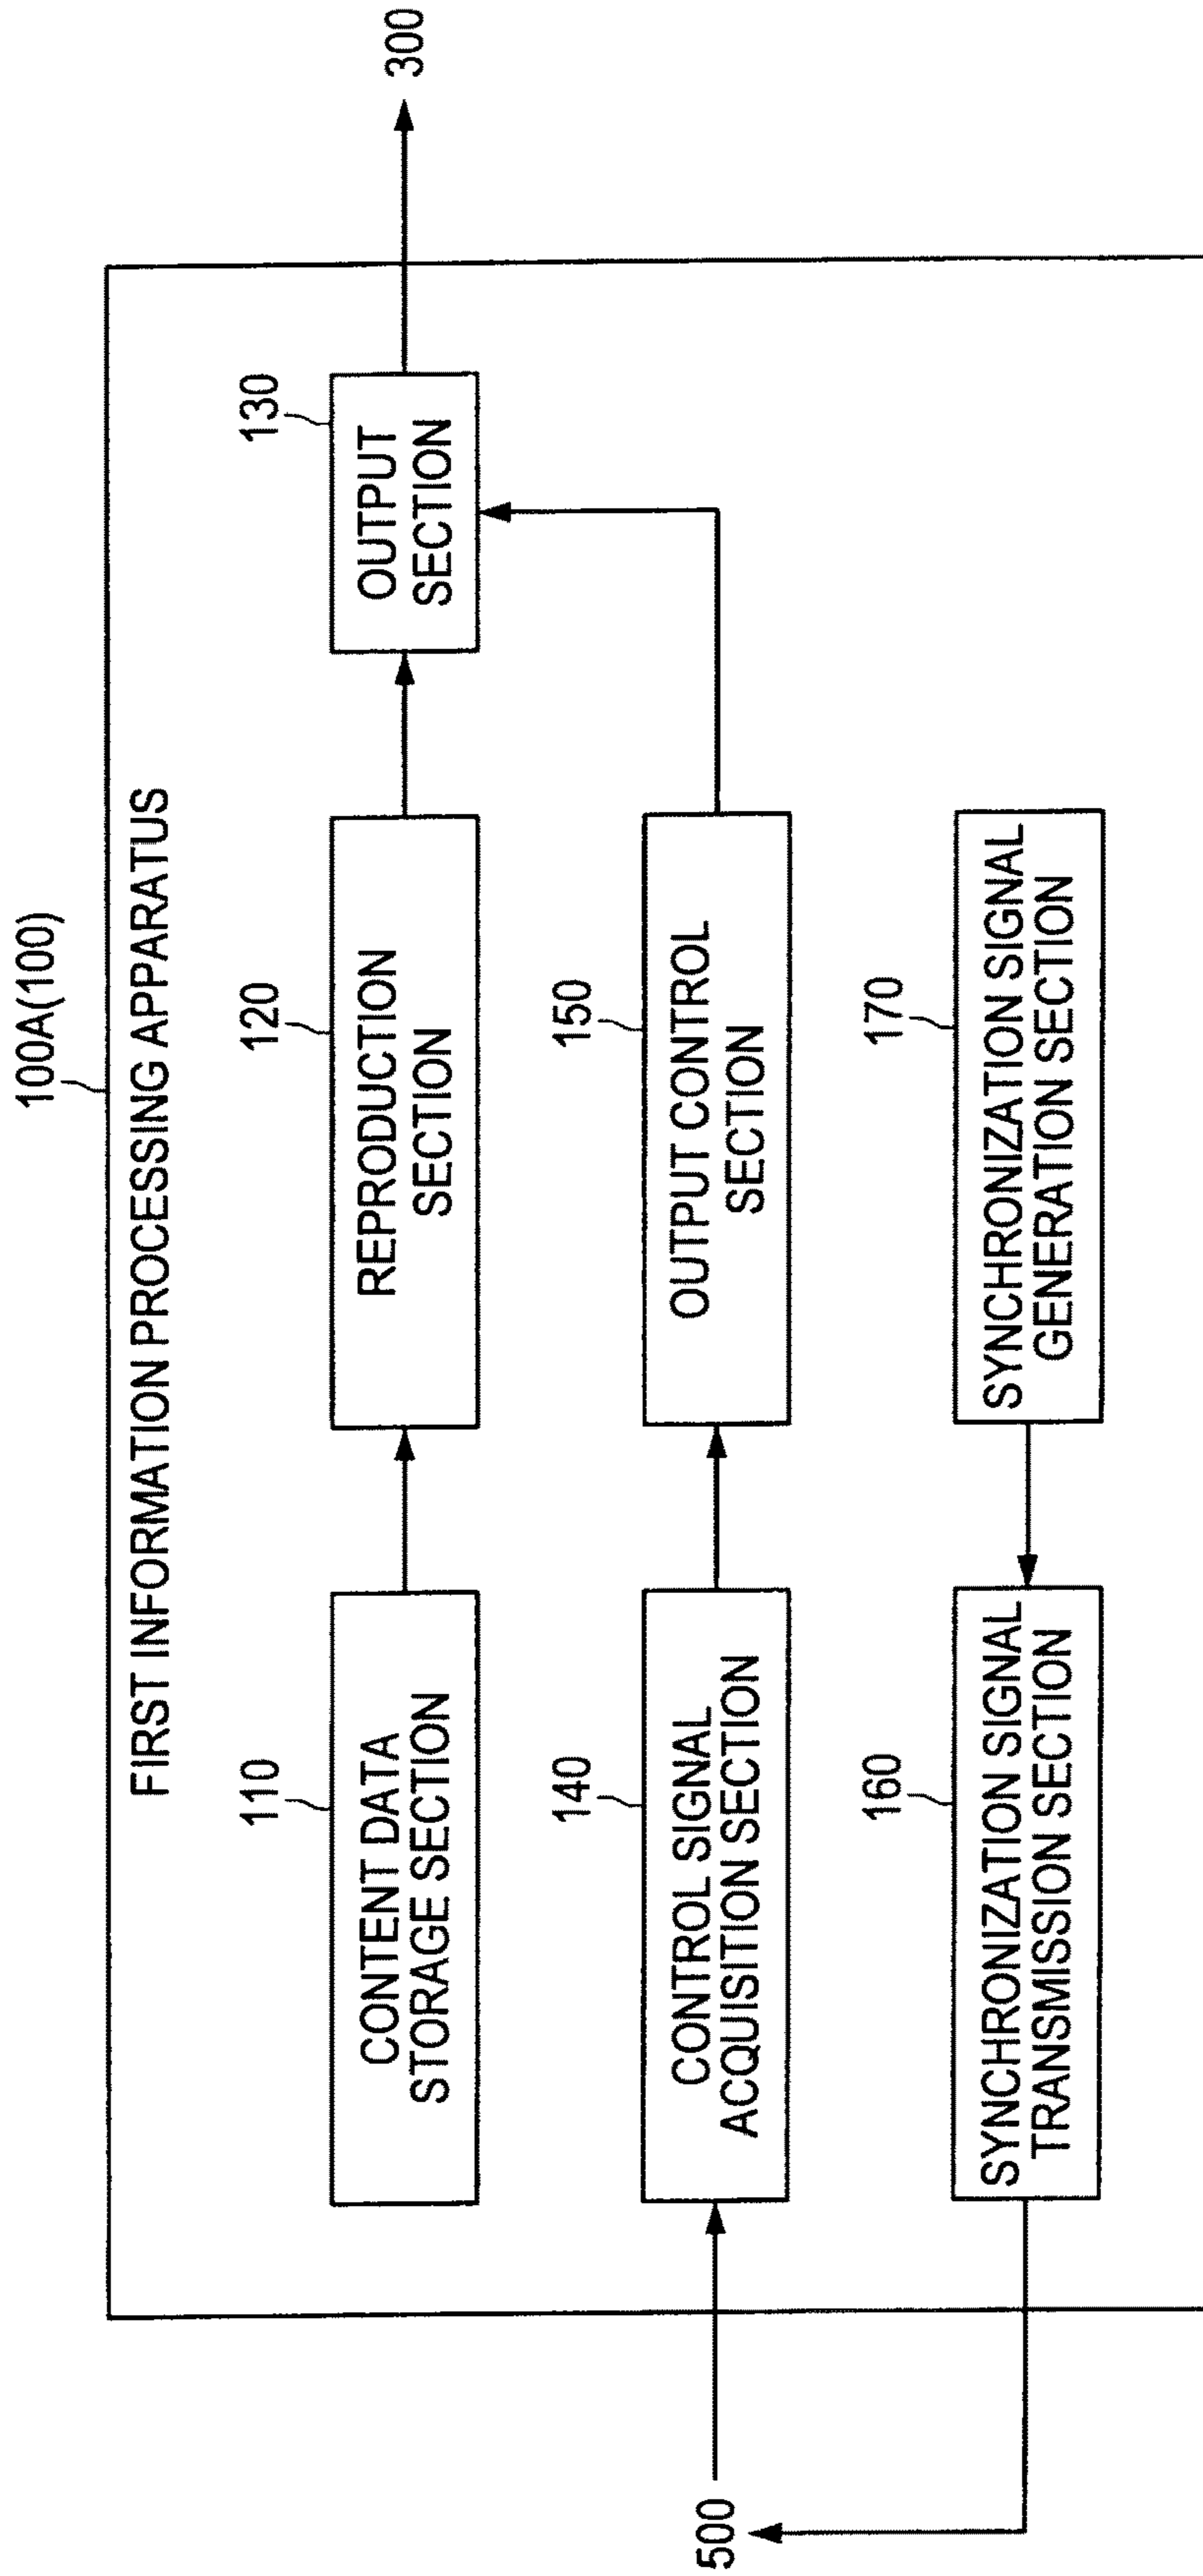 100A(100)
FIRST INFORMATION PROCESSING APPARATUS
110
CONTENT DATA
STORAGE SECTION
120
REPRODUCTION
SECTION
130
OUTPUT
SECTION
300
140
CONTROL SIGNAL
ACQUISITION SECTION
150
OUTPUT CONTROL
SECTION
500
160
SYNCHRONIZATION SIGNAL
TRANSMISSION SECTION
170
SYNCHRONIZATION SIGNAL
GENERATION SECTION